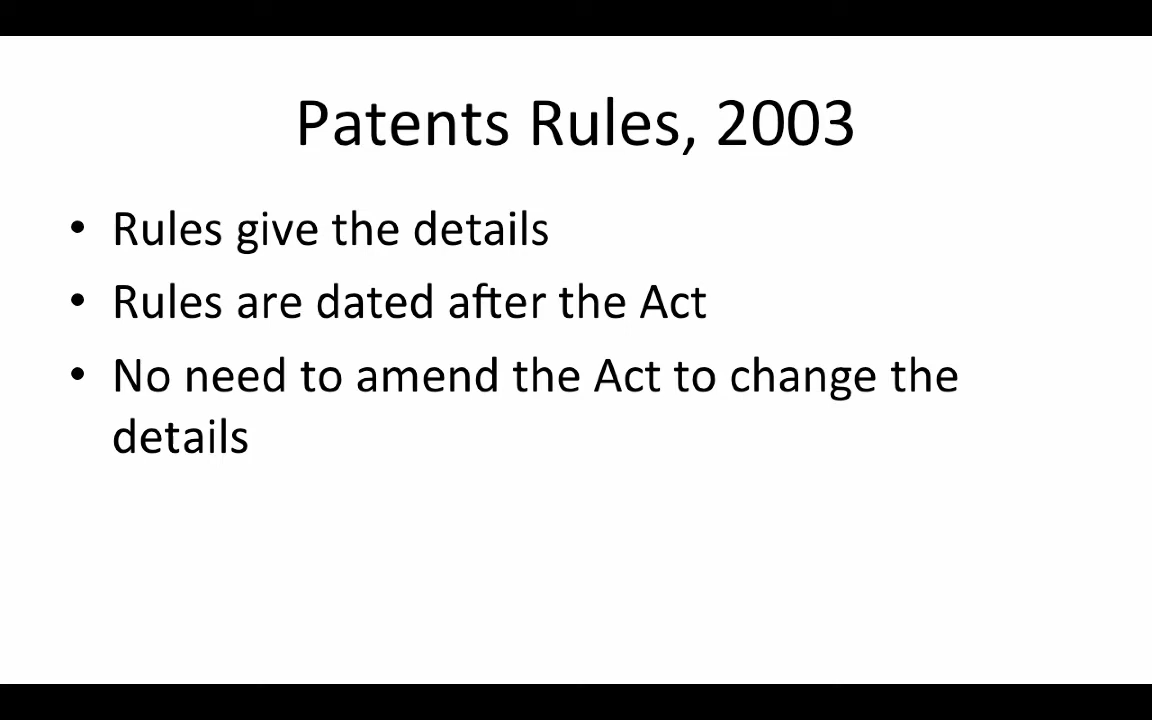 Patents Rules, 2003
• Rules give the details
• Rules are dated after the Act
• No need to amend the Act to change the
details